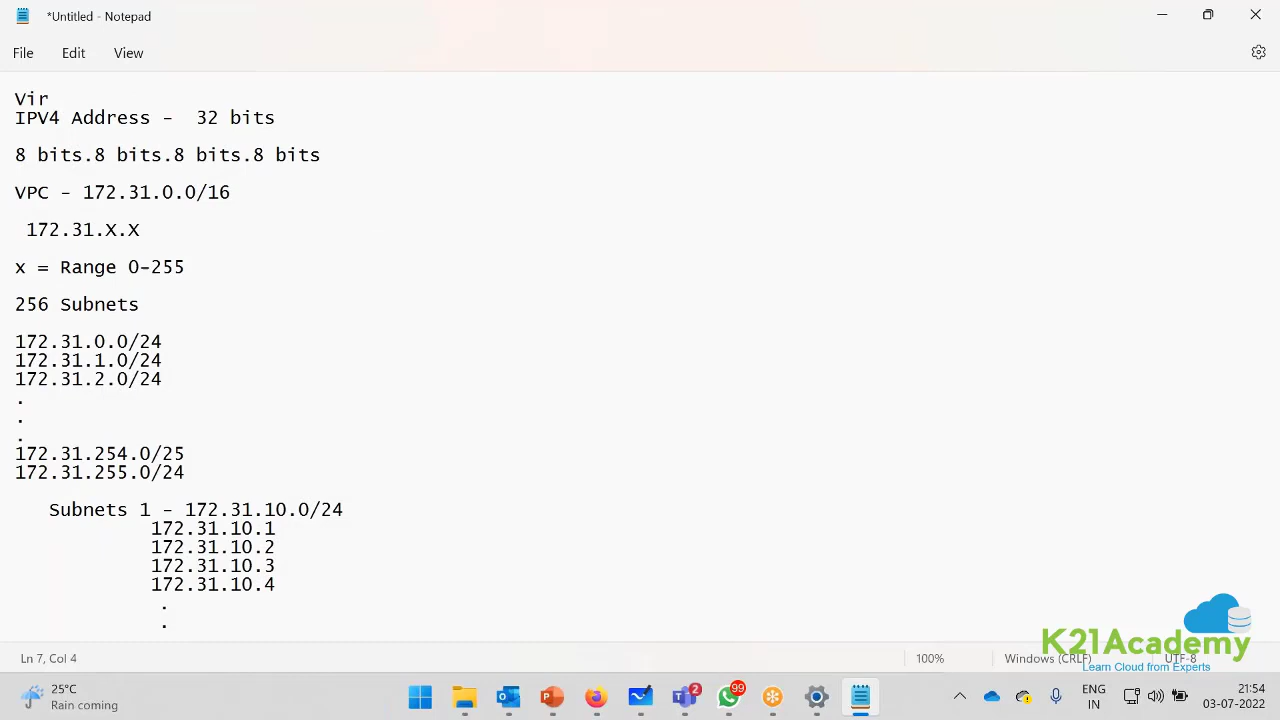 *Untitled - Notepad
File Edit View
Vir
IPV4 Address - 32 bits
8 bits.8 bits.8 bits.8 bits
VPC - 172.31.0.0/16
172.31.X.X
x = Range 0-255
256 Subnets
172.31.0.0/24
172.31.1.0/24
172.31.2.0/24
.
.
.
172.31.254.0/25
172.31.255.0/24
Subnets 1 - 172.31.10.0/24
172.31.10.1
172.31.10.2
172.31.10.3
172.31.10.4
.
.
K21Academy
Learn Cloud from Experts
Ln 7, Col 4 100% Windows (CRLF) UTF-8
25°C
Rain coming
2
99
ENG
IN
21:54
03-07-2022